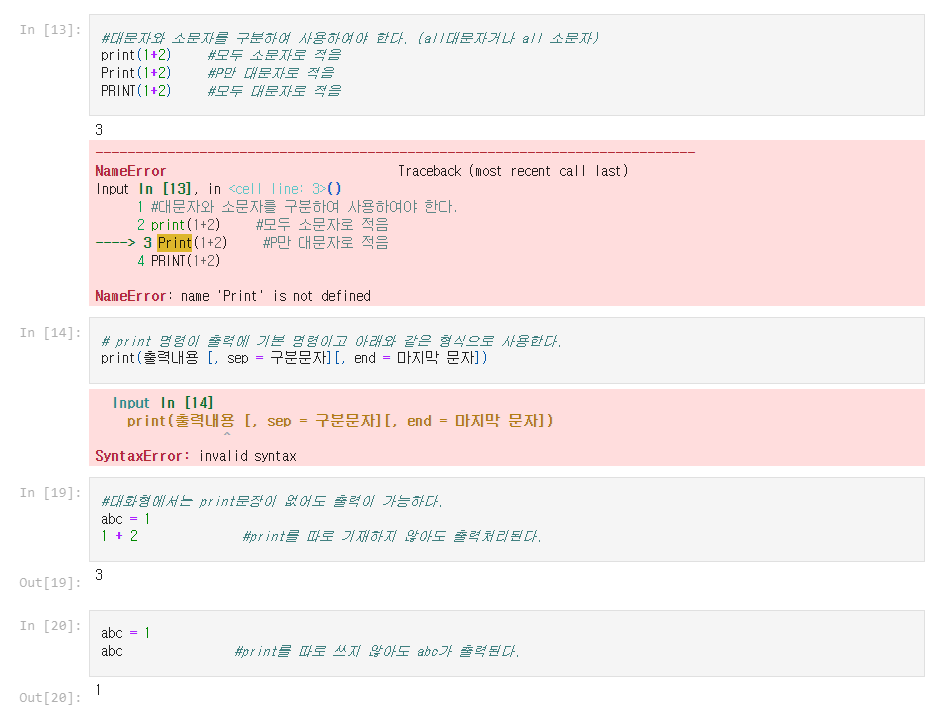 In [13]:
#대문자와 소문자를 구분하여 사용하여야 한다. (all대문자거나 all 소문자)
print(1+2) #모두 소문자로 적음
Print(1+2) #P만 대문자로 적음
PRINT(1+2) #모두 대문자로 적음
3
---------------------------------------------------------------------------
NameError Traceback (most recent call last)
Input In [13], in <cell line: 3>()
1 #대문자와 소문자를 구분하여 사용하여야 한다.
2 print(1+2) #모두 소문자로 적음
----> 3 Print(1+2) #P만 대문자로 적음
4 PRINT(1+2)
NameError: name 'Print' is not defined
In [14]:
# print 명령이 출력에 기본 명령이고 아래와 같은 형식으로 사용한다.
print(출력내용 [, sep = 구분문자][, end = 마지막 문자])
Input In [14]
print(출력내용 [, sep = 구분문자][, end = 마지막 문자])
^
SyntaxError: invalid syntax
In [19]:
#대화형에서는 print문장이 없어도 출력이 가능하다.
abc = 1
1 + 2 #print를 따로 기재하지 않아도 출력처리된다.
Out[19]:
3
In [20]:
abc = 1
abc #print를 따로 쓰지 않아도 abc가 출력된다.
Out[20]:
1